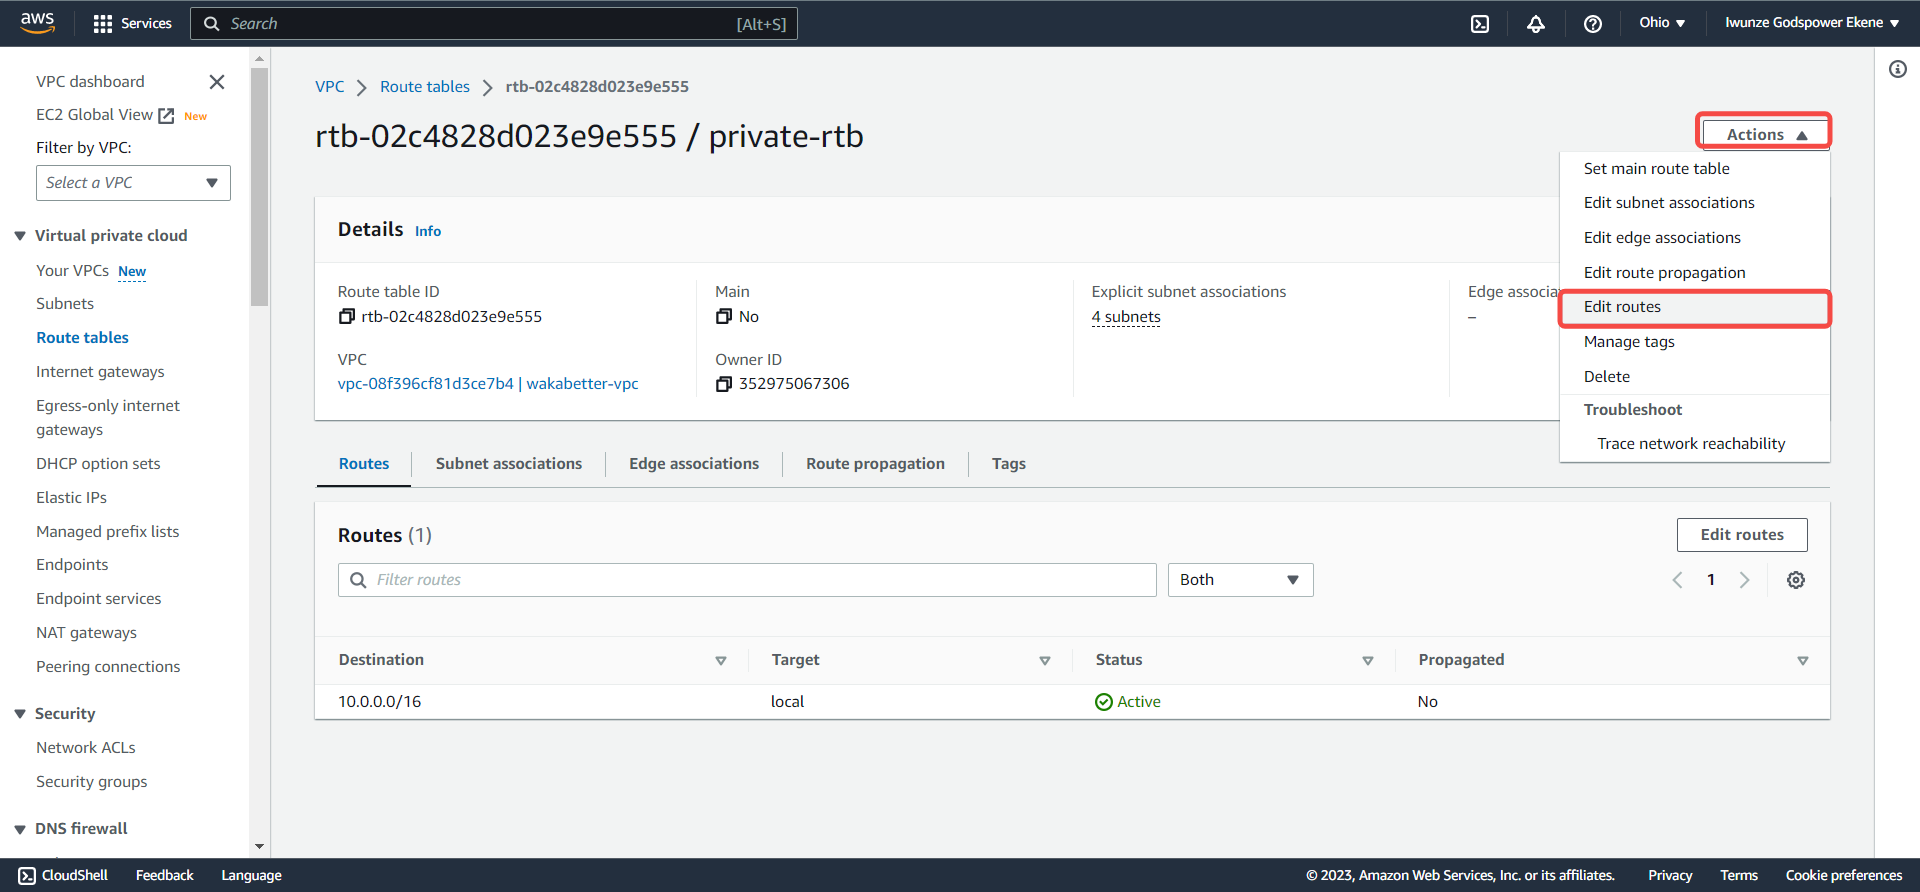 aws
Services
Search
[Alt+S]
Ohio
Iwunze Godspower Ekene
VPC dashboard
EC2 Global View New
Filter by VPC:
Select a VPC
Virtual private cloud
Your VPCs New
Subnets
Route tables
Internet gateways
Egress-only internet
gateways
DHCP option sets
Elastic IPs
Managed prefix lists
Endpoints
Endpoint services
NAT gateways
Peering connections
Security
Network ACLs
Security groups
DNS firewall
VPC Route tables rtb-02c4828d023e9e555
rtb-02c4828d023e9e555 / private-rtb
Actions
Set main route table
Edit subnet associations
Edit edge associations
Edit route propagation
Edit routes
Manage tags
Delete
Troubleshoot
Trace network reachability
Details Info
Route table ID
rtb-02c4828d023e9e555
Main
No
Explicit subnet associations
4 subnets
Edge associa
–
VPC
vpc-08f396cf81d3ce7b4 | wakabetter-vpc
Owner ID
352975067306
Routes
Subnet associations
Edge associations
Route propagation
Tags
Routes (1)
Edit routes
Filter routes
Both
1
Destination Target Status Propagated
10.0.0.0/16 local Active No
CloudShell Feedback Language
© 2023, Amazon Web Services, Inc. or its affiliates. Privacy Terms Cookie preferences